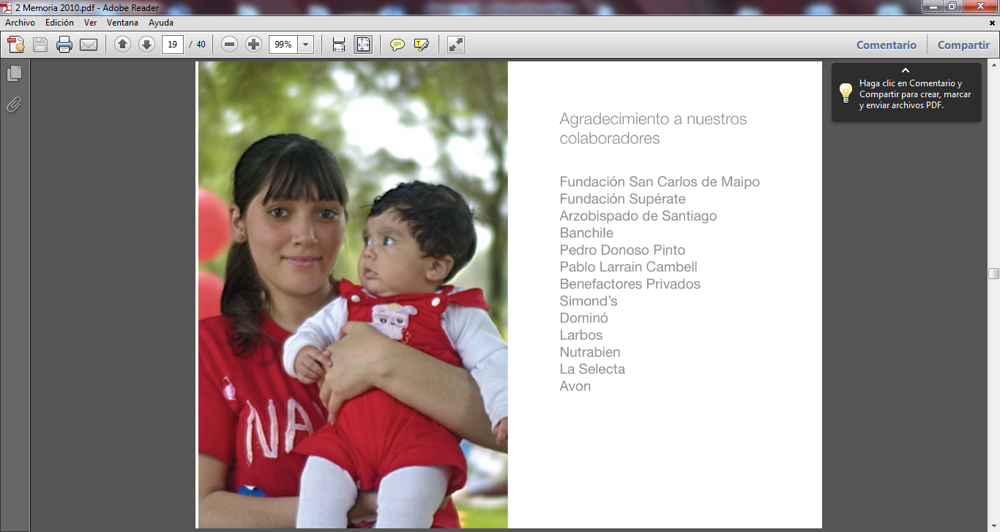 2 Memoria 2010.pdf - Adobe Reader
Archivo Edición Ver Ventana Ayuda
19 / 40 99% Comentario Compartir
Haga clic en Comentario y
Compartir para crear, marcar
y enviar archivos PDF.
Agradecimiento a nuestros
colaboradores
Fundación San Carlos de Maipo
Fundación Supérate
Arzobispado de Santiago
Banchile
Pedro Donoso Pinto
Pablo Larrain Cambell
Benefactores Privados
Simond's
Dominó
Larbos
Nutrabien
La Selecta
Avon
NA